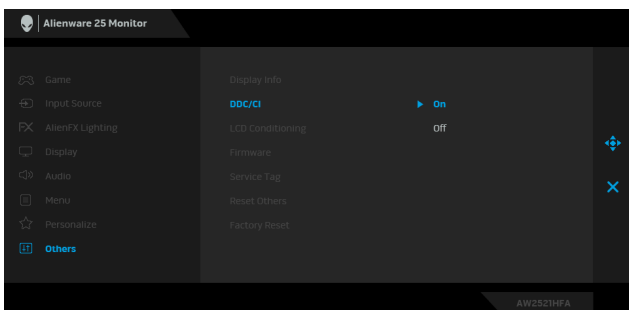 Alienware 25 Monitor
Game
Display Info
Input Source
DDC/CI
On
AlienFX Lighting
LCD Conditioning
Off
Display
Firmware
Audio
Service Tag
Menu
Reset Others
Personalize
Factory Reset
Others
AW2521HFA